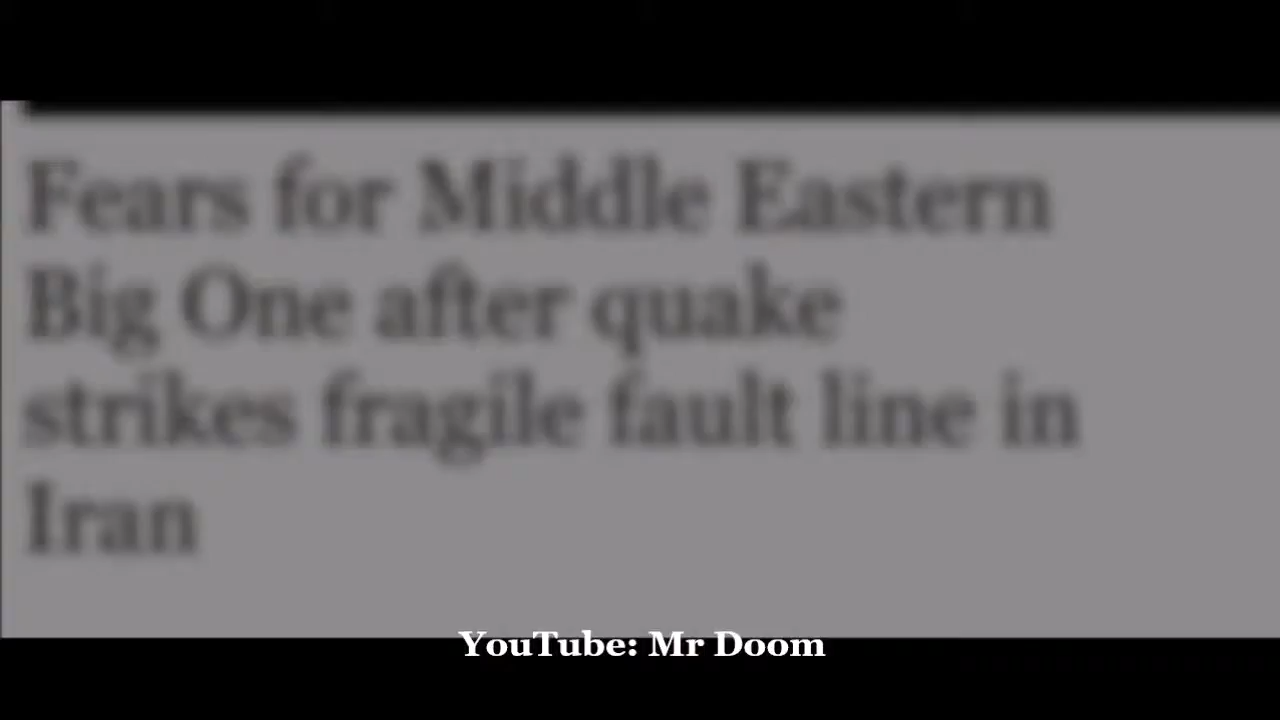 Fears for Middle Eastern
Big One after quake
strikes fragile fault line in
Iran
YouTube: Mr Doom